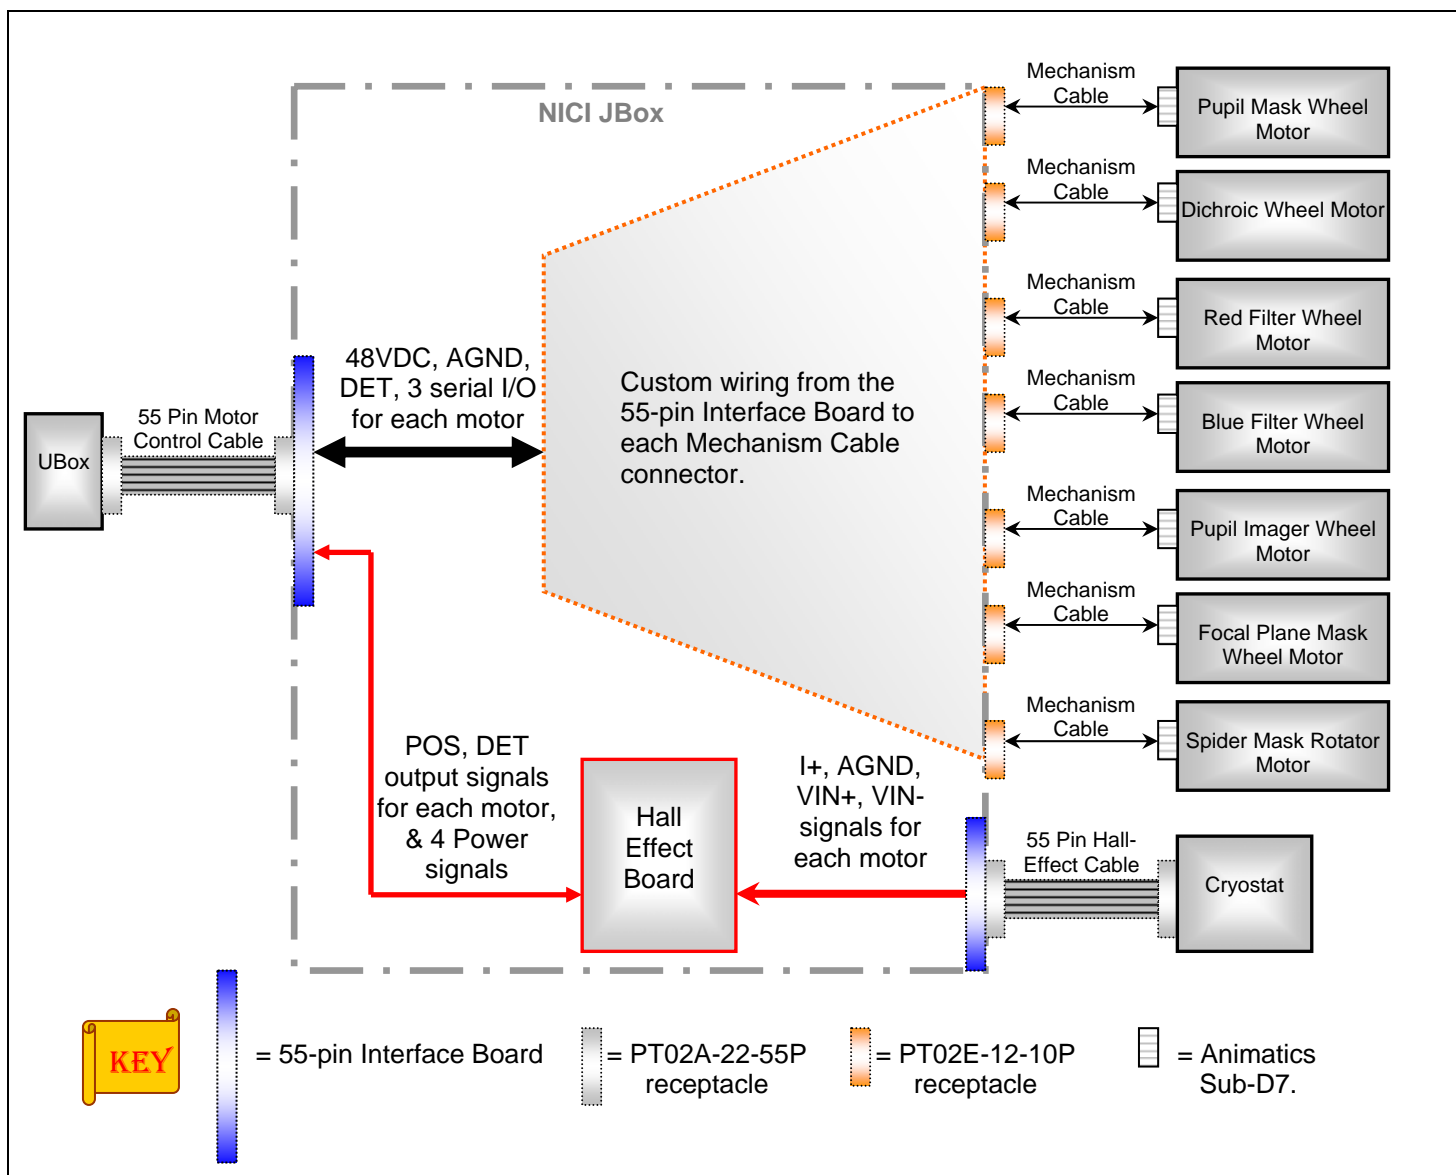 NICI JBox
Mechanism
Cable
Pupil Mask Wheel
Motor
Mechanism
Cable
Dichroic Wheel Motor
Mechanism
Cable
Red Filter Wheel
Motor
Mechanism
Cable
Blue Filter Wheel
Motor
Mechanism
Cable
Pupil Imager Wheel
Motor
Mechanism
Cable
Focal Plane Mask
Wheel Motor
Mechanism
Cable
Spider Mask Rotator
Motor
UBox
55 Pin Motor
Control Cable
48VDC, AGND,
DET, 3 serial I/O
for each motor
Custom wiring from the
55-pin Interface Board to
each Mechanism Cable
connector.
POS, DET
output signals
for each motor,
& 4 Power
signals
Hall
Effect
Board
I+, AGND,
VIN+, VIN-
signals for
each motor
55 Pin Hall-
Effect Cable
Cryostat
KEY
= 55-pin Interface Board
= PT02A-22-55P
receptacle
= PT02E-12-10P
receptacle
= Animatics
Sub-D7.